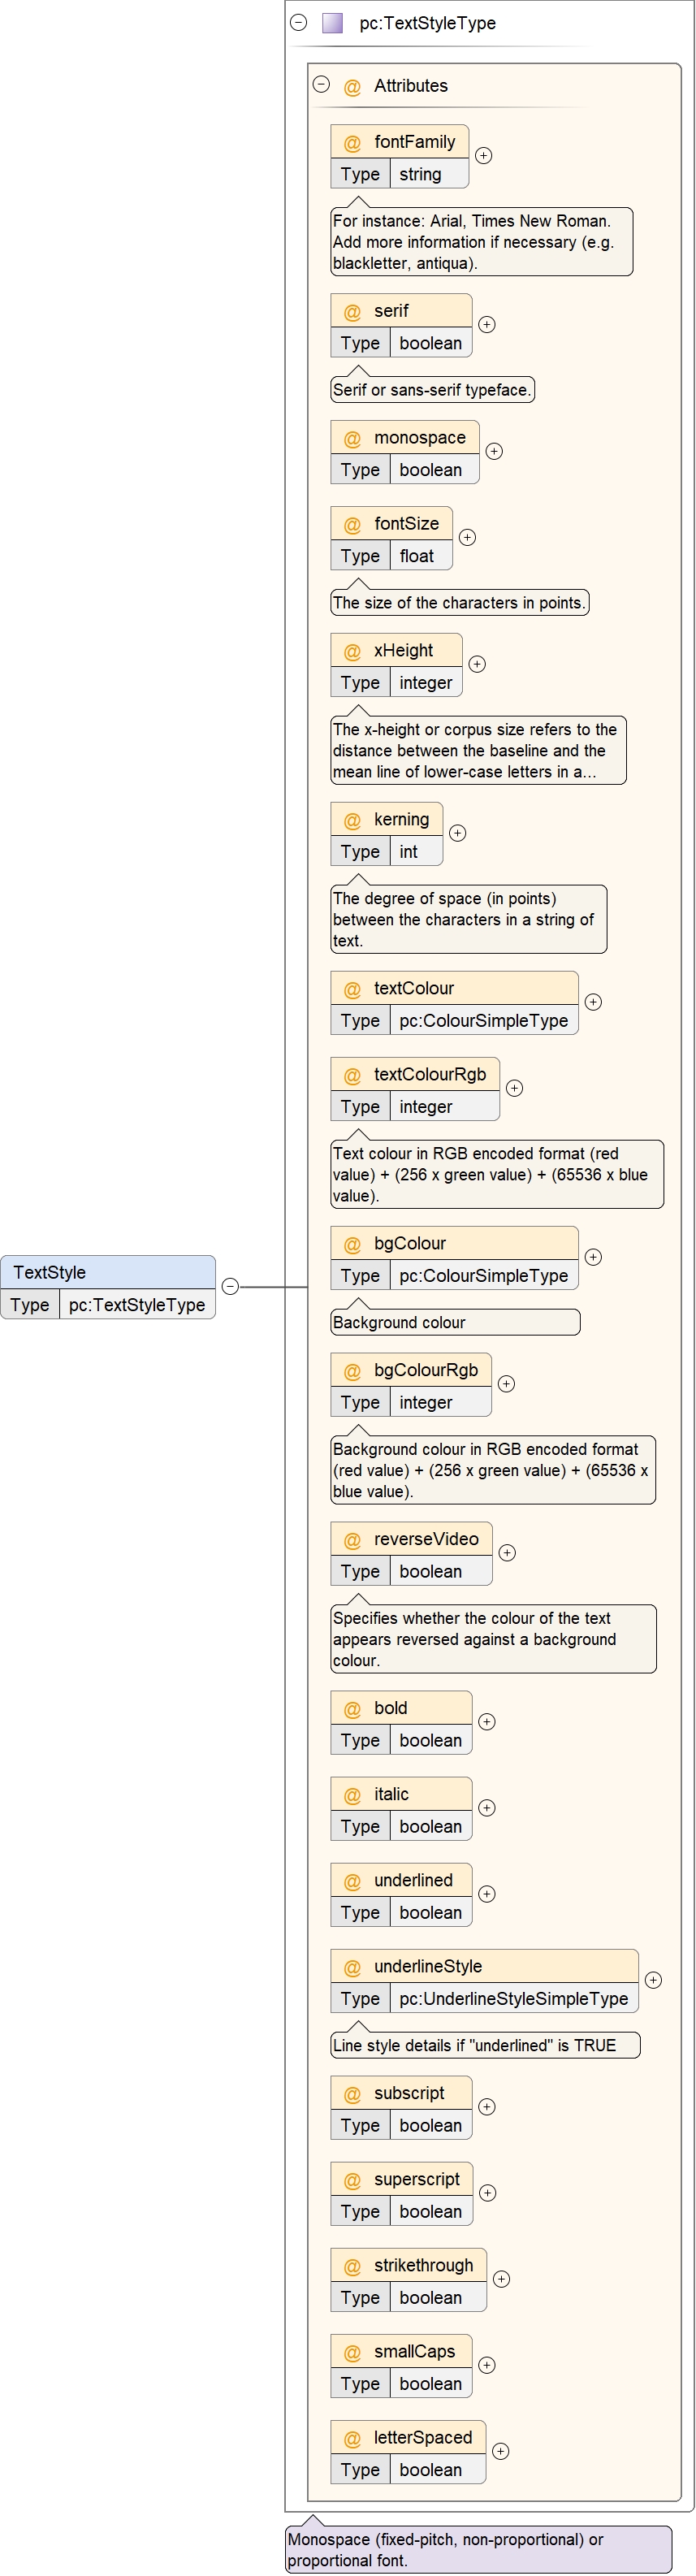 pc:TextStyleType
@ Attributes
@ fontFamily
Type string
For instance: Arial, Times New Roman.
Add more information if necessary (e.g.
blackletter, antiqua).
@ serif
Type boolean
Serif or sans-serif typeface.
@ monospace
Type boolean
@ fontSize
Type float
The size of the characters in points.
@ xHeight
Type integer
The x-height or corpus size refers to the
distance between the baseline and the
mean line of lower-case letters in a...
@ kerning
Type int
The degree of space (in points)
between the characters in a string of
text.
@ textColour
Type pc:ColourSimpleType
@ textColourRgb
Type integer
Text colour in RGB encoded format (red
value) + (256 x green value) + (65536 x blue
value).
@ bgColour
Type pc:ColourSimpleType
TextStyle
Type pc:TextStyleType
Background colour
@ bgColourRgb
Type integer
Background colour in RGB encoded format
(red value) + (256 x green value) + (65536 x
blue value).
@ reverseVideo
Type boolean
Specifies whether the colour of the text
appears reversed against a background
colour.
@ bold
Type boolean
@ italic
Type boolean
@ underlined
Type boolean
@ underlineStyle
Type pc:UnderlineStyleSimpleType
Line style details if "underlined" is TRUE
@ subscript
Type boolean
@ superscript
Type boolean
@ strikethrough
Type boolean
@ smallCaps
Type boolean
@ letterSpaced
Type boolean
Monospace (fixed-pitch, non-proportional) or
proportional font.